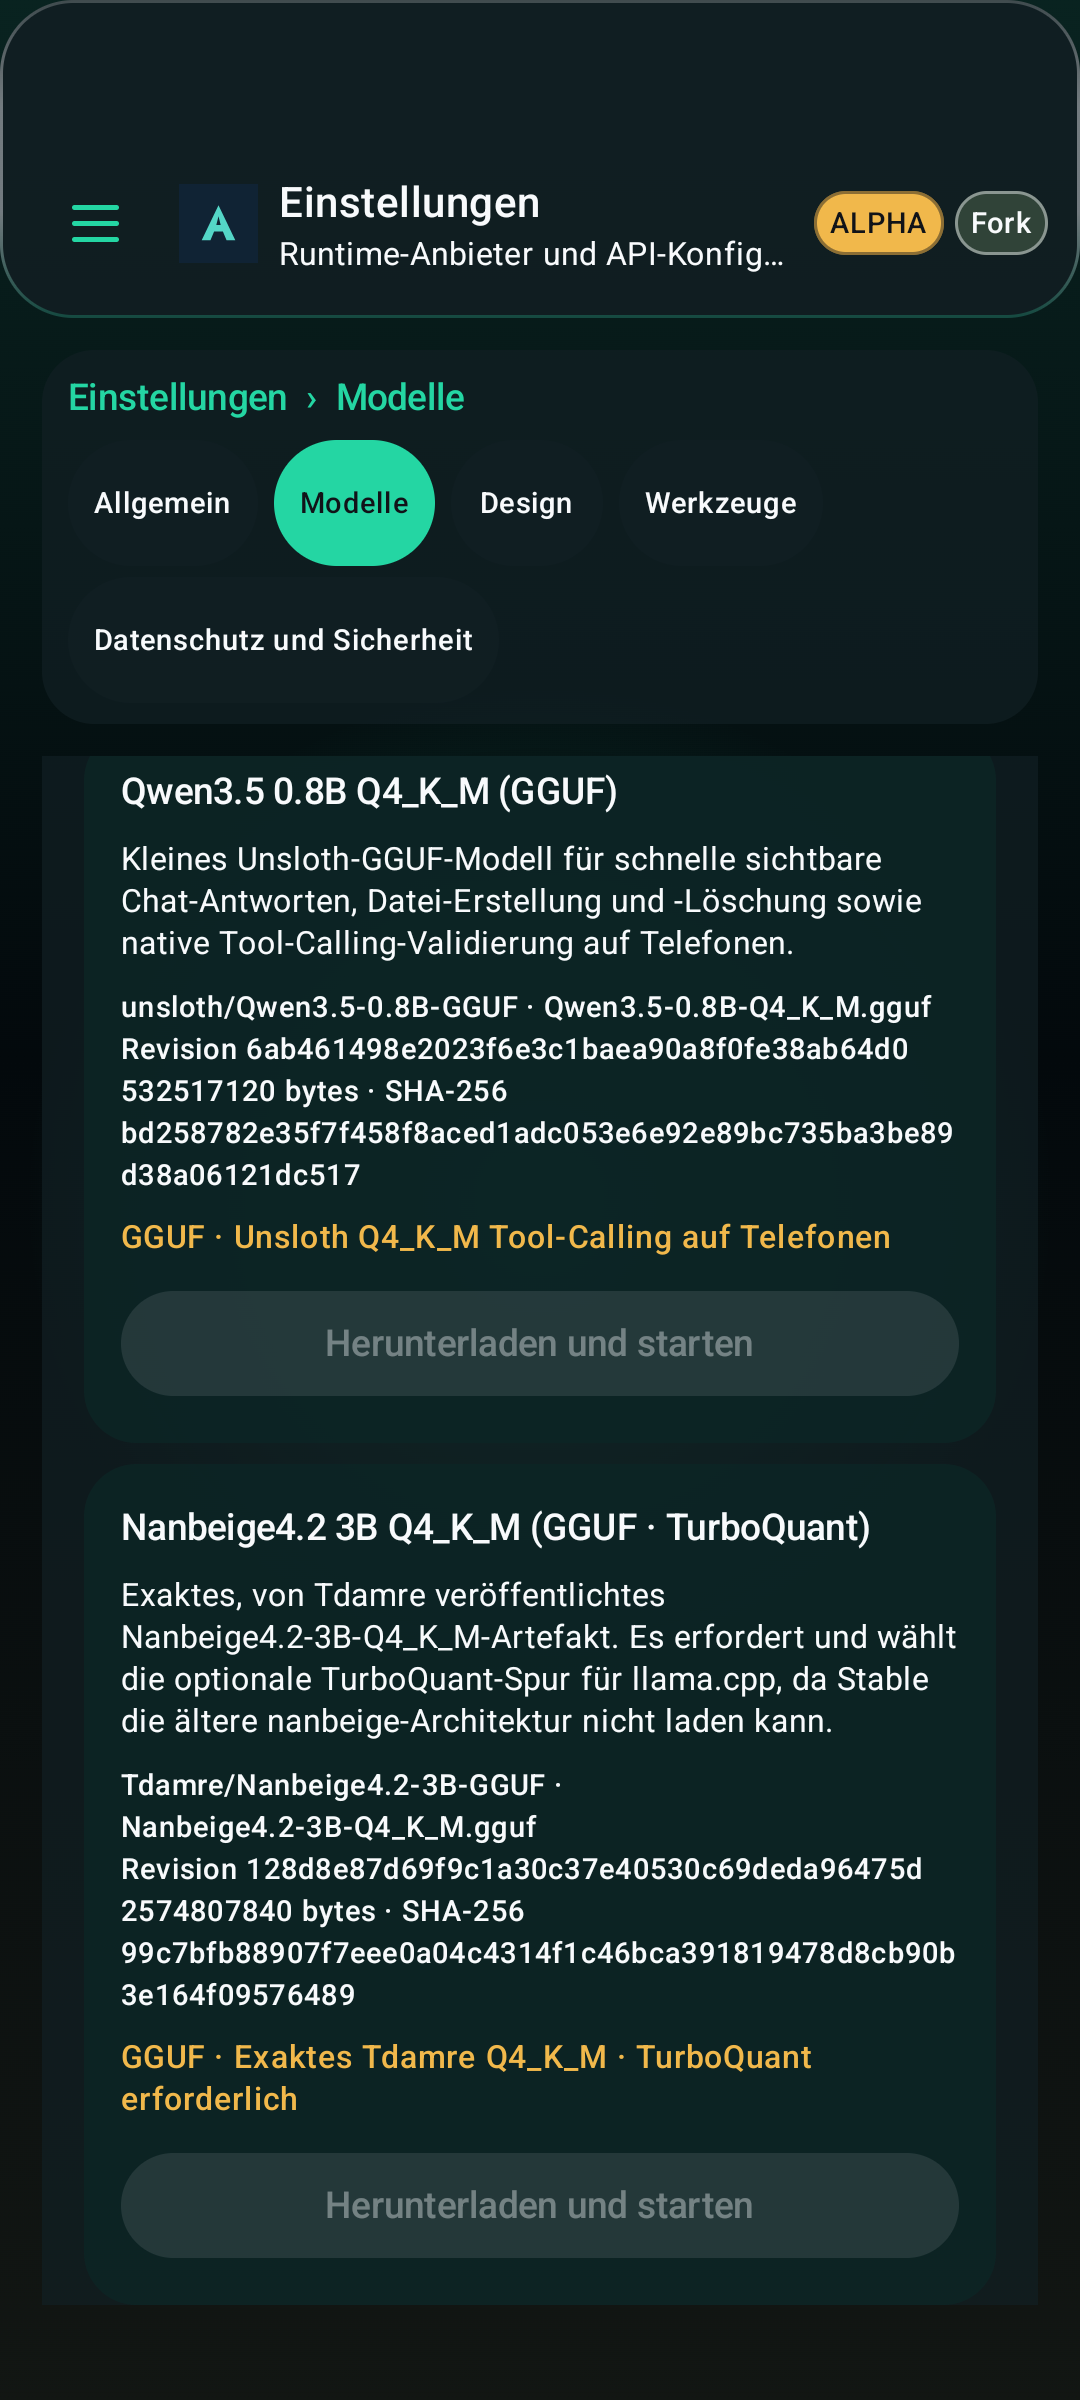 Einstellungen
Runtime-Anbieter und API-Konfig…
ALPHA
Fork
Einstellungen › Modelle
Allgemein
Modelle
Design
Werkzeuge
Datenschutz und Sicherheit
Qwen3.5 0.8B Q4_K_M (GGUF)
Kleines Unsloth-GGUF-Modell für schnelle sichtbare
Chat-Antworten, Datei-Erstellung und -Löschung sowie
native Tool-Calling-Validierung auf Telefonen.
unsloth/Qwen3.5-0.8B-GGUF · Qwen3.5-0.8B-Q4_K_M.gguf
Revision 6ab461498e2023f6e3c1baea90a8f0fe38ab64d0
532517120 bytes · SHA-256
bd258782e35f7f458f8aced1adc053e6e92e89bc735ba3be89
d38a06121dc517
GGUF · Unsloth Q4_K_M Tool-Calling auf Telefonen
Herunterladen und starten
Nanbeige4.2 3B Q4_K_M (GGUF · TurboQuant)
Exaktes, von Tdamre veröffentlichtes
Nanbeige4.2-3B-Q4_K_M-Artefakt. Es erfordert und wählt
die optionale TurboQuant-Spur für llama.cpp, da Stable
die ältere nanbeige-Architektur nicht laden kann.
Tdamre/Nanbeige4.2-3B-GGUF ·
Nanbeige4.2-3B-Q4_K_M.gguf
Revision 128d8e87d69f9c1a30c37e40530c69deda96475d
2574807840 bytes · SHA-256
99c7bfb88907f7eee0a04c4314f1c46bca391819478d8cb90b
3e164f09576489
GGUF · Exaktes Tdamre Q4_K_M · TurboQuant
erforderlich
Herunterladen und starten